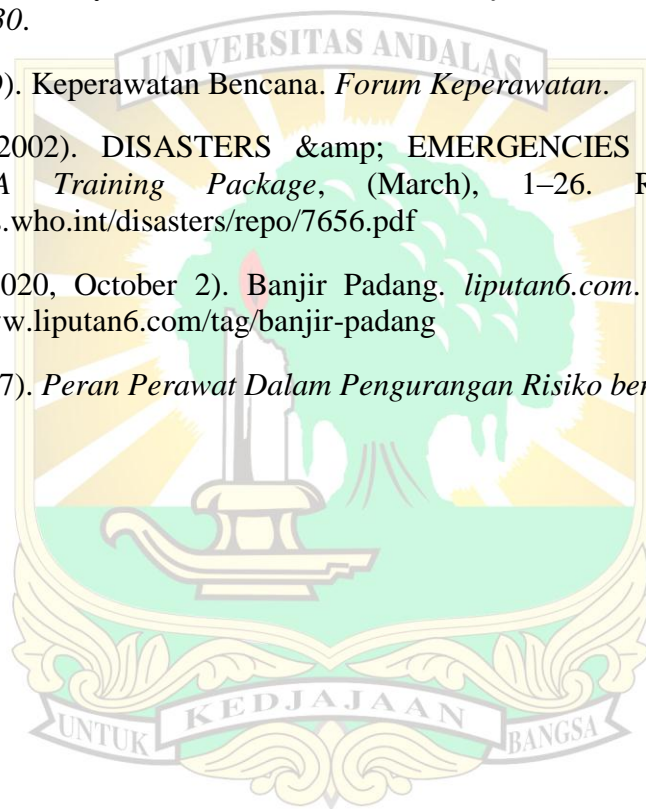 30.
UNIVERSITAS ANDALAS
). Keperawatan Bencana. Forum Keperawatan.
2002). DISASTERS &amp; EMERGENCIES
A Training Package, (March), 1–26. R
.who.int/disasters/repo/7656.pdf
020, October 2). Banjir Padang. liputan6.com.
ww.liputan6.com/tag/banjir-padang
7). Peran Perawat Dalam Pengurangan Risiko ben
UNTUK KEDJAJAAN BANGSA